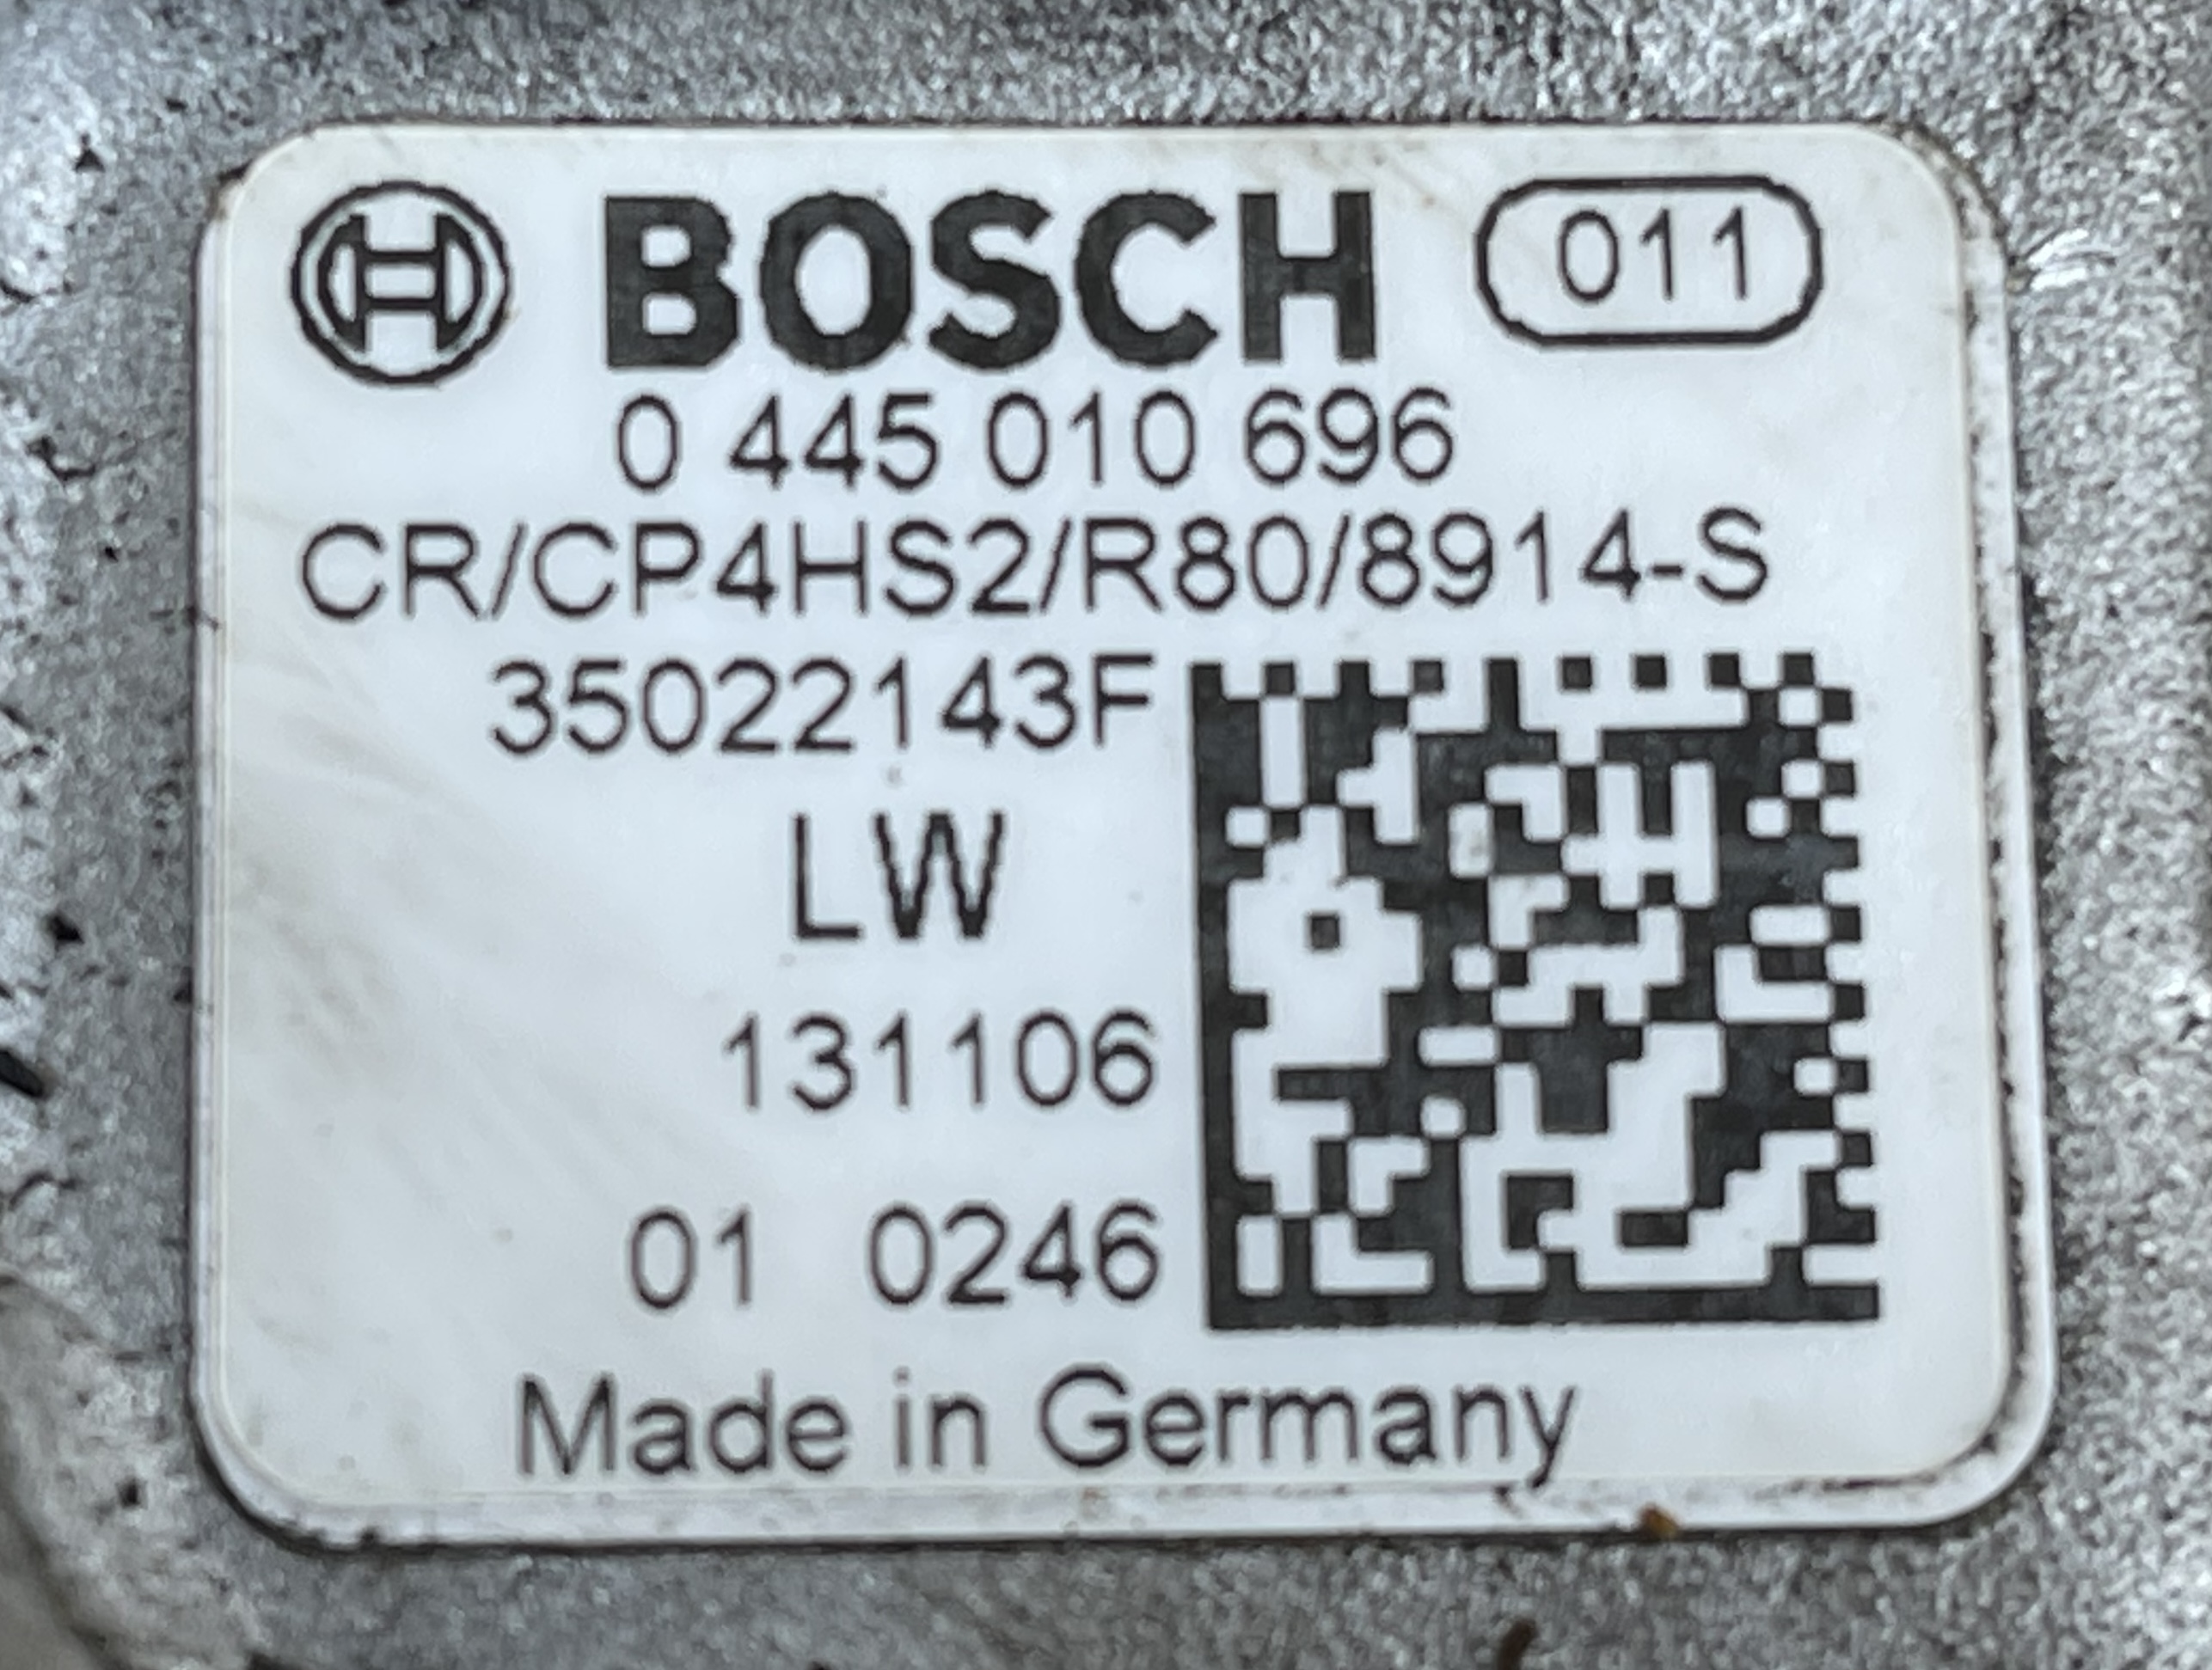 BOSCH 011
0 445 010 696
CR/CP4HS2/R80/8914-S
35022143F
LW
131106
01 0246
Made in Germany